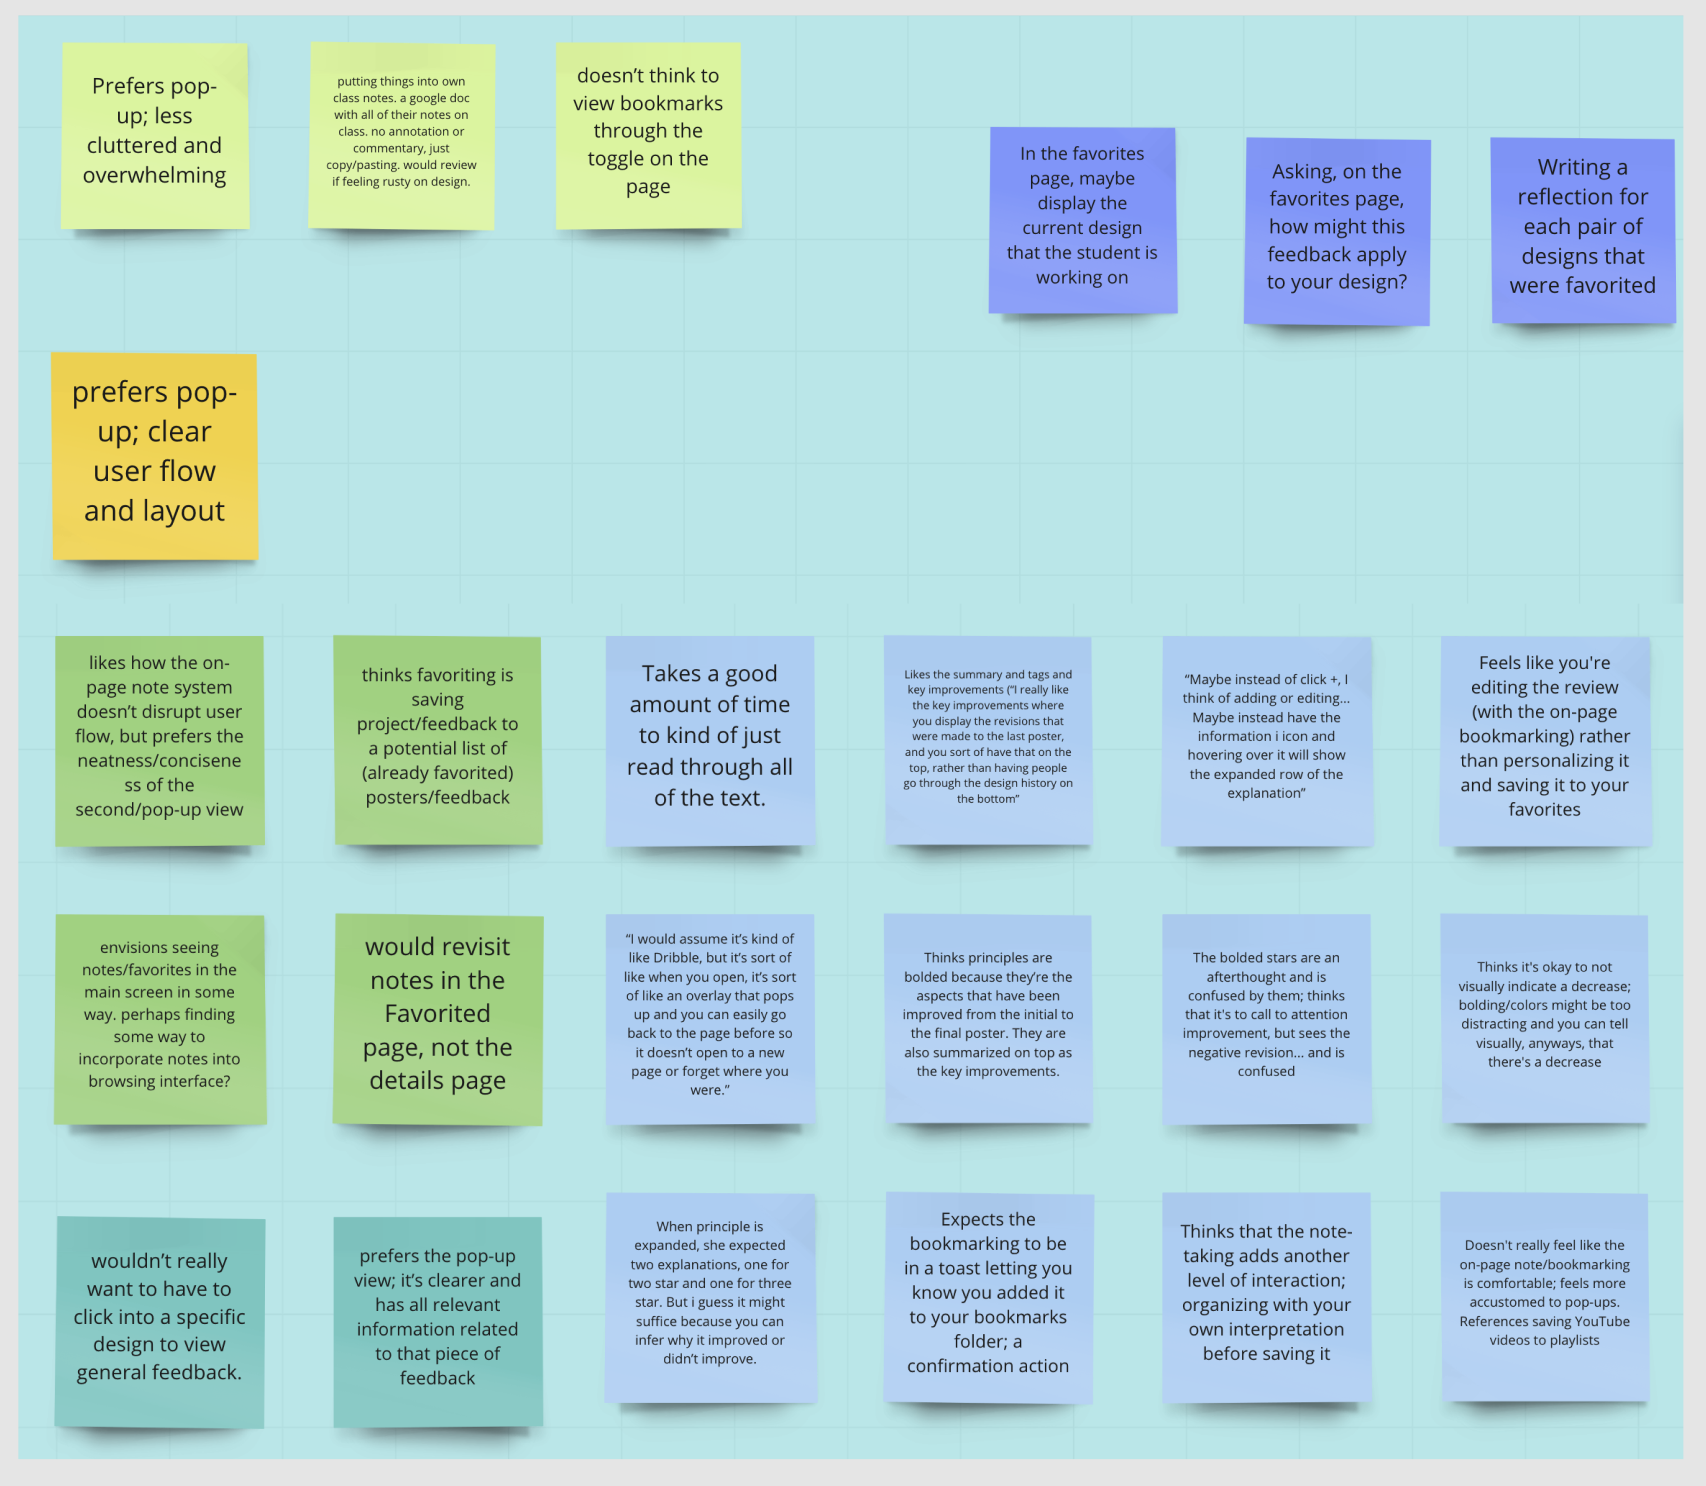 Prefers pop-
up; less
cluttered and
overwhelming
putting things into own
class notes. a google doc
with all of their notes on
class. no annotation or
commentary, just
copy/pasting. would review
if feeling rusty on design.
doesn’t think to
view bookmarks
through the
toggle on the
page
In the favorites
page, maybe
display the
current design
that the student is
working on
Asking, on the
favorites page,
how might this
feedback apply
to your design?
Writing a
reflection for
each pair of
designs that
were favorited
prefers pop-
up; clear
user flow
and layout
likes how the on-
page note system
doesn’t disrupt user
flow, but prefers the
neatness/concisene
ss of the
second/pop-up view
thinks favoriting is
saving
project/feedback to
a potential list of
(already favorited)
posters/feedback
Takes a good
amount of time
to kind of just
read through all
of the text.
Likes the summary and tags and
key improvements (“I really like
the key improvements where
you display the revisions that
were made to the last poster,
and you sort of have that on the
top, rather than having people
go through the design history on
the bottom”
“Maybe instead of click +, I
think of adding or editing...
Maybe instead have the
information i icon and
hovering over it will show
the expanded row of the
explanation”
Feels like you're
editing the review
(with the on-page
bookmarking) rather
than personalizing it
and saving it to your
favorites
envisions seeing
notes/favorites in the
main screen in some
way. perhaps finding
some way to
incorporate notes into
browsing interface?
would revisit
notes in the
Favorited
page, not the
details page
“I would assume it’s kind of
like Dribble, but it’s sort of
like when you open, it’s sort
of like an overlay that pops
up and you can easily go
back to the page before so
it doesn’t open to a new
page or forget where you
were.”
Thinks principles are
bolded because they’re the
aspects that have been
improved from the initial to
the final poster. They are
also summarized on top as
the key improvements.
The bolded stars are an
afterthought and is
confused by them; thinks
that it's to call to attention
improvement, but sees the
negative revision... and is
confused
Thinks it's okay to not
visually indicate a decrease;
bolding/colors might be too
distracting and you can tell
visually, anyways, that
there's a decrease
wouldn’t really
want to have to
click into a specific
design to view
general feedback.
prefers the pop-up
view; it’s clearer and
has all relevant
information related
to that piece of
feedback
When principle is
expanded, she expected
two explanations, one for
two star and one for three
star. But i guess it might
suffice because you can
infer why it improved or
didn’t improve.
Expects the
bookmarking to be
in a toast letting you
know you added it
to your bookmarks
folder; a
confirmation action
Thinks that the note-
taking adds another
level of interaction;
organizing with your
own interpretation
before saving it
Doesn't really feel like the
on-page note/bookmarking
is comfortable; feels more
accustomed to pop-ups.
References saving YouTube
videos to playlists